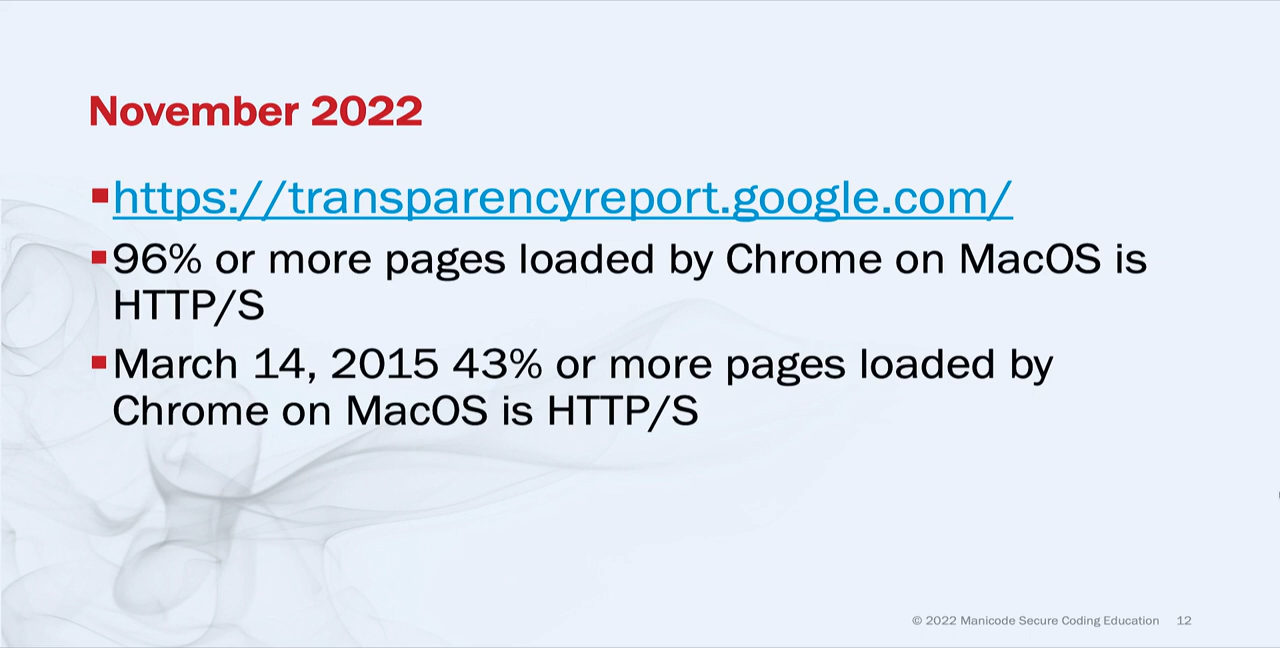 November 2022
https://transparencyreport.google.com/
96% or more pages loaded by Chrome on MacOS is
HTTP/S
March 14, 2015 43% or more pages loaded by
Chrome on MacOS is HTTP/S
© 2022 Manicode Secure Coding Education 12